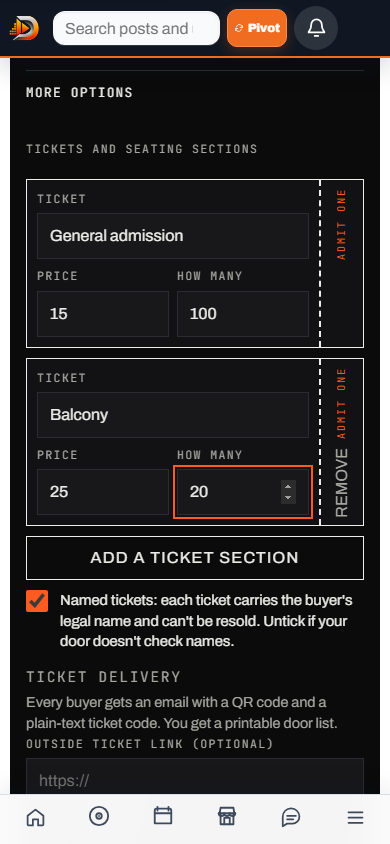 Search posts and
Pivot
MORE OPTIONS
TICKETS AND SEATING SECTIONS
TICKET
General admission
PRICE
HOW MANY
15
100
ADMIT ONE
TICKET
Balcony
PRICE
HOW MANY
25
20
ADMIT ONE
REMOVE
ADD A TICKET SECTION
Named tickets: each ticket carries the buyer's
legal name and can't be resold. Untick if your
door doesn't check names.
TICKET DELIVERY
Every buyer gets an email with a QR code and a
plain-text ticket code. You get a printable door list.
OUTSIDE TICKET LINK (OPTIONAL)
https://